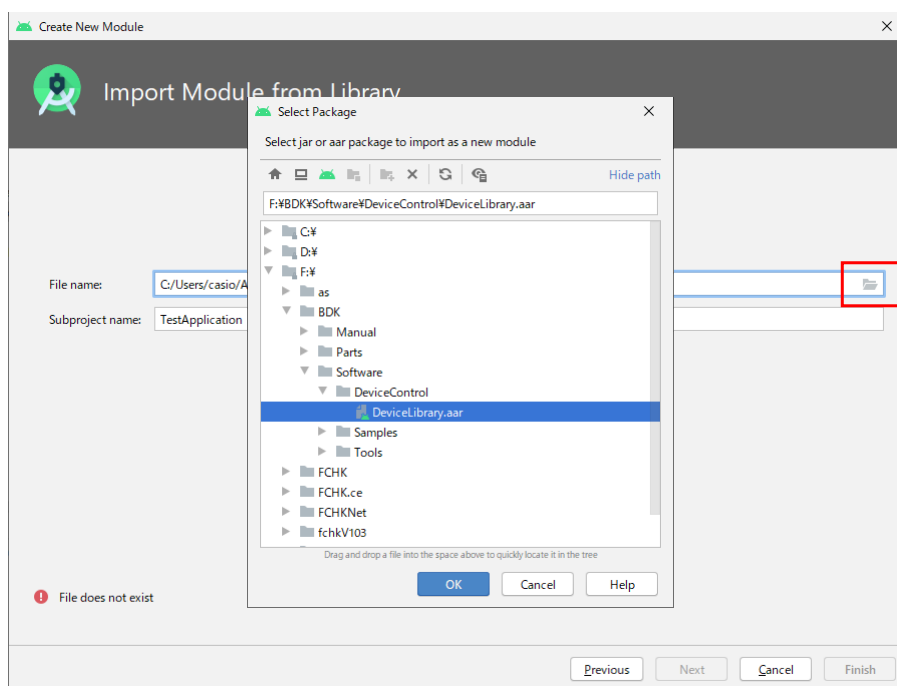 Create New Module
Import Module from Library
Select Package
Select jar or aar package to import as a new module
Hide path
F:¥BDK¥Software¥DeviceControl¥DeviceLibrary.aar
C:¥
D:¥
F:¥
as
BDK
Manual
Parts
Software
DeviceControl
DeviceLibrary.aar
Samples
Tools
FCHK
FCHK.ce
FCHKNet
fchkV103
Drag and drop a file into the space above to quickly locate it in the tree
OK Cancel Help
File name: C:/Users/casio/A
Subproject name: TestApplication
File does not exist
Previous Next Cancel Finish